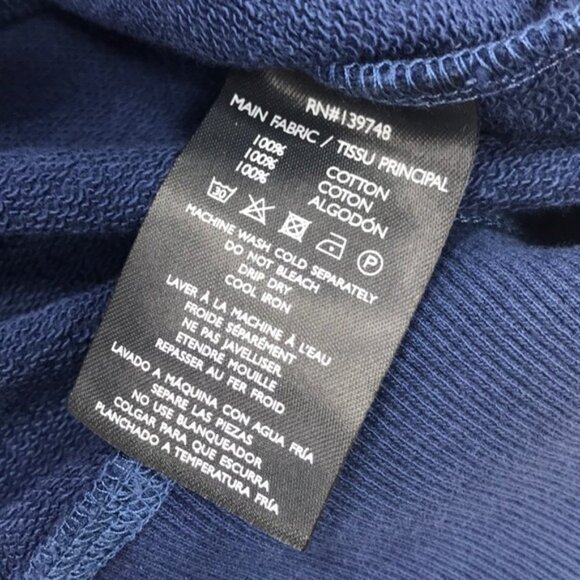 RN#139748
MAIN FABRIC / TISSU PRINCIPAL
100% COTTON
100% COTON
100% ALGODÓN
30 P
MACHINE WASH COLD SEPARATELY
DO NOT BLEACH
DRIP DRY
COOL IRON
LAVER À LA MACHINE À L'EAU
FROIDE SÉPARÉMENT
NE PAS JAVELLISER
ETENDRE MOUILLE
REPASSER AU FER FROID
LAVADO A MÁQUINA CON AGUA FRÍA
SEPARE LAS PIEZAS
NO USE BLANQUEADOR
COLGAR PARA QUE ESCURRA
PLANCHADO A TEMPERATURA FRÍA